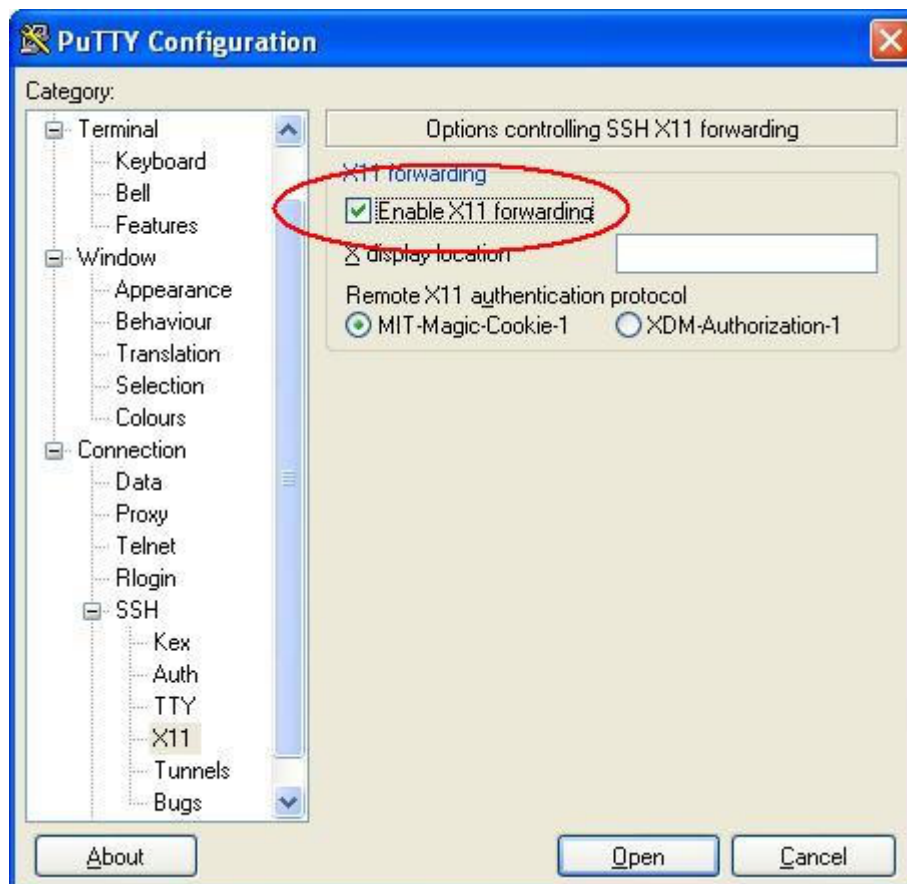 PuTTY Configuration
Category:
Terminal
Keyboard
Bell
Features
Window
Appearance
Behaviour
Translation
Selection
Colours
Connection
Data
Proxy
Telnet
Rlogin
SSH
Kex
Auth
TTY
X11
Tunnels
Bugs
Options controlling SSH X11 forwarding
X11 forwarding
Enable X11 forwarding
X display location
Remote X11 authentication protocol
MIT-Magic-Cookie-1 XDM-Authorization-1
About Open Cancel